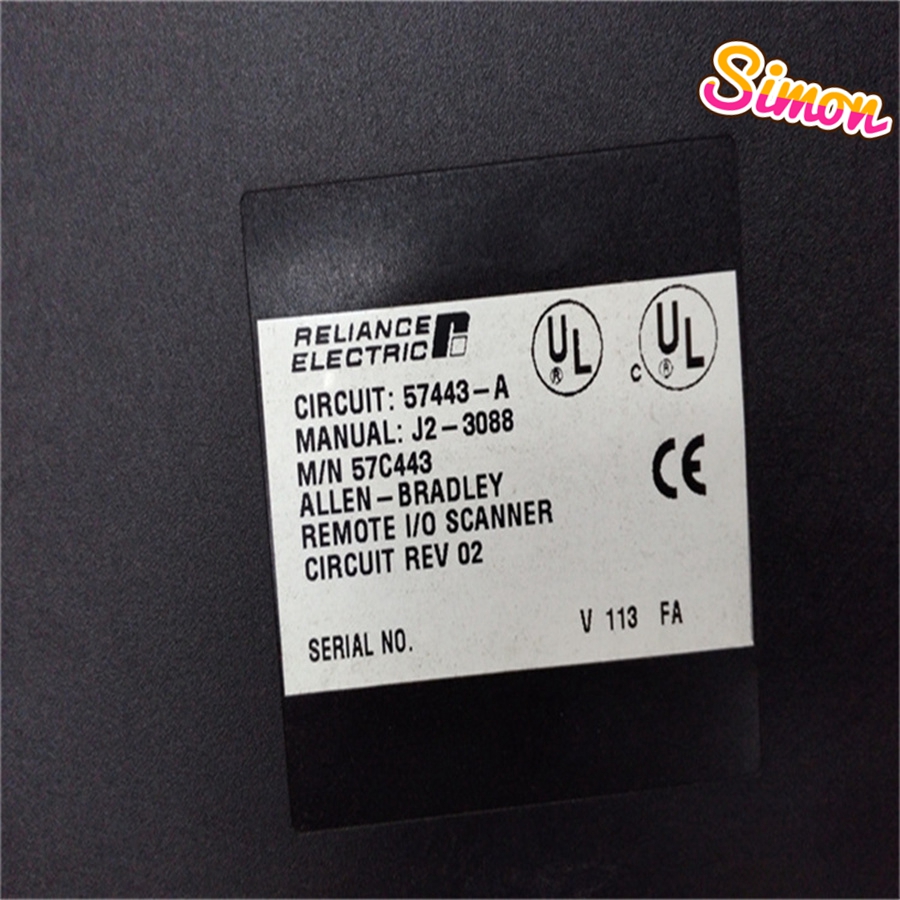 Simon
RELIANCE
ELECTRIC
UL
®
C UL
®
CIRCUIT: 57443-A
MANUAL: J2-3088
M/N 57C443
CE
ALLEN-BRADLEY
REMOTE I/O SCANNER
CIRCUIT REV 02
SERIAL NO.
V 113 FA